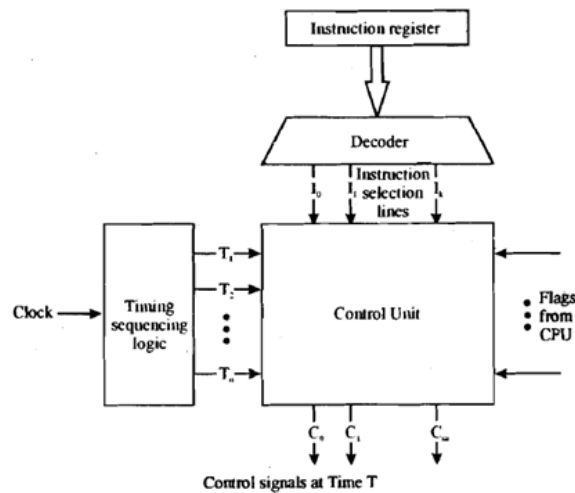 Instruction register
Decoder
I₀ I₁ Iₖ
Instruction
selection
lines
Clock
Timing
sequencing
logic
T₁
T₂
Tₙ
Control Unit
Flags
from
CPU
C₀ C₁ Cₘ
Control signals at Time T